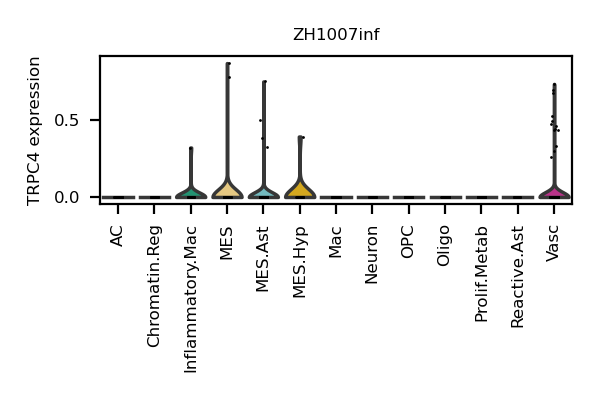 ZH1007inf
TRPC4 expression
0.5
0.0
AC
Chromatin.Reg
Inflammatory.Mac
MES
MES.Ast
MES.Hyp
Mac
Neuron
OPC
Oligo
Prolif.Metab
Reactive.Ast
Vasc